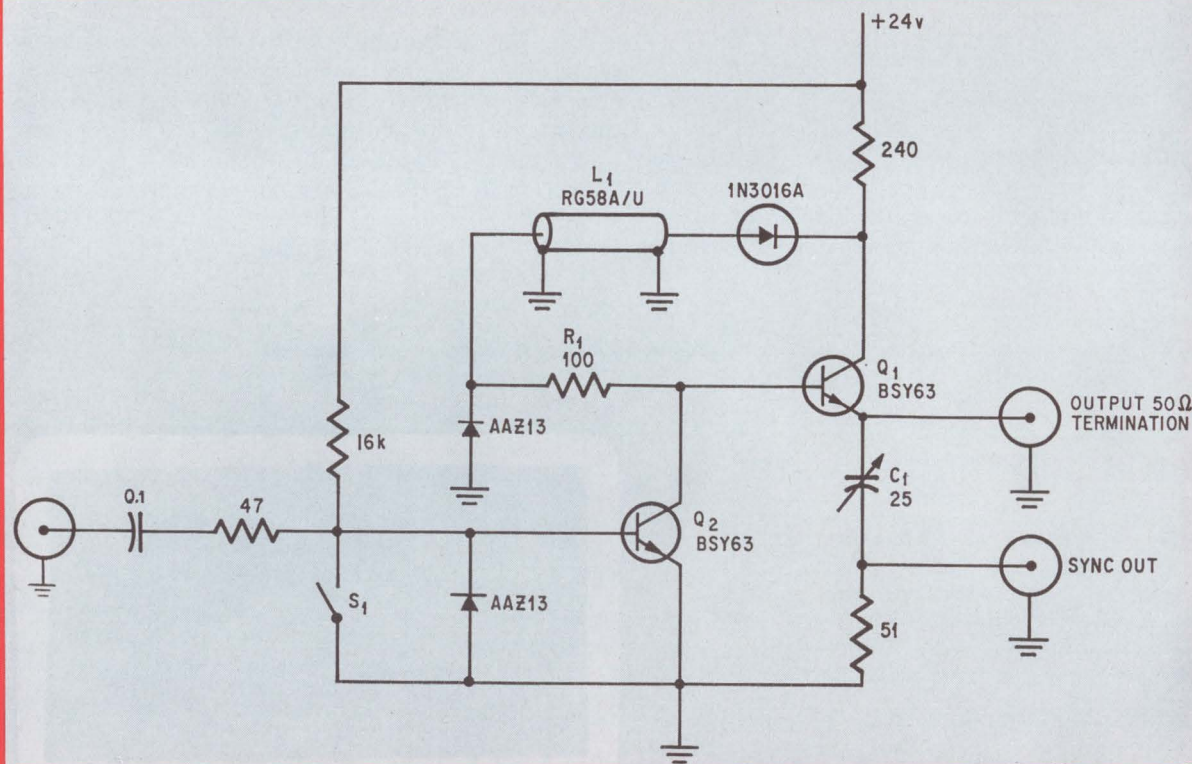 +24v
240
L1
RG58A/U
1N3016A
R1
100
Q1
BSY63
OUTPUT 50Ω
TERMINATION
AAZ13
16k
C1
25
0.1
47
Q2
BSY63
SYNC OUT
S1
AAZ13
51